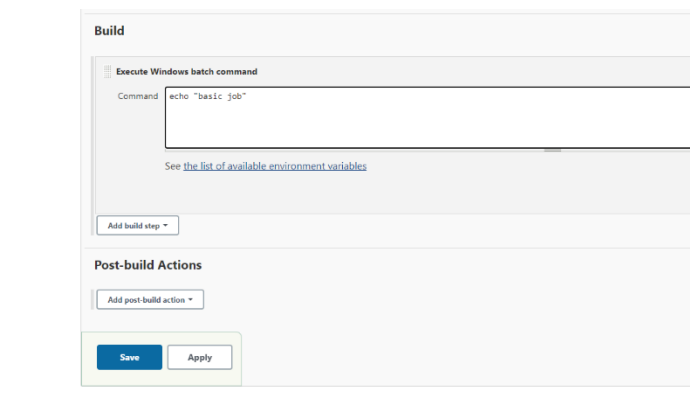 Build
Execute Windows batch command
Command echo "basic job"
See the list of available environment variables
Add build step
Post-build Actions
Add post-build action
Save Apply